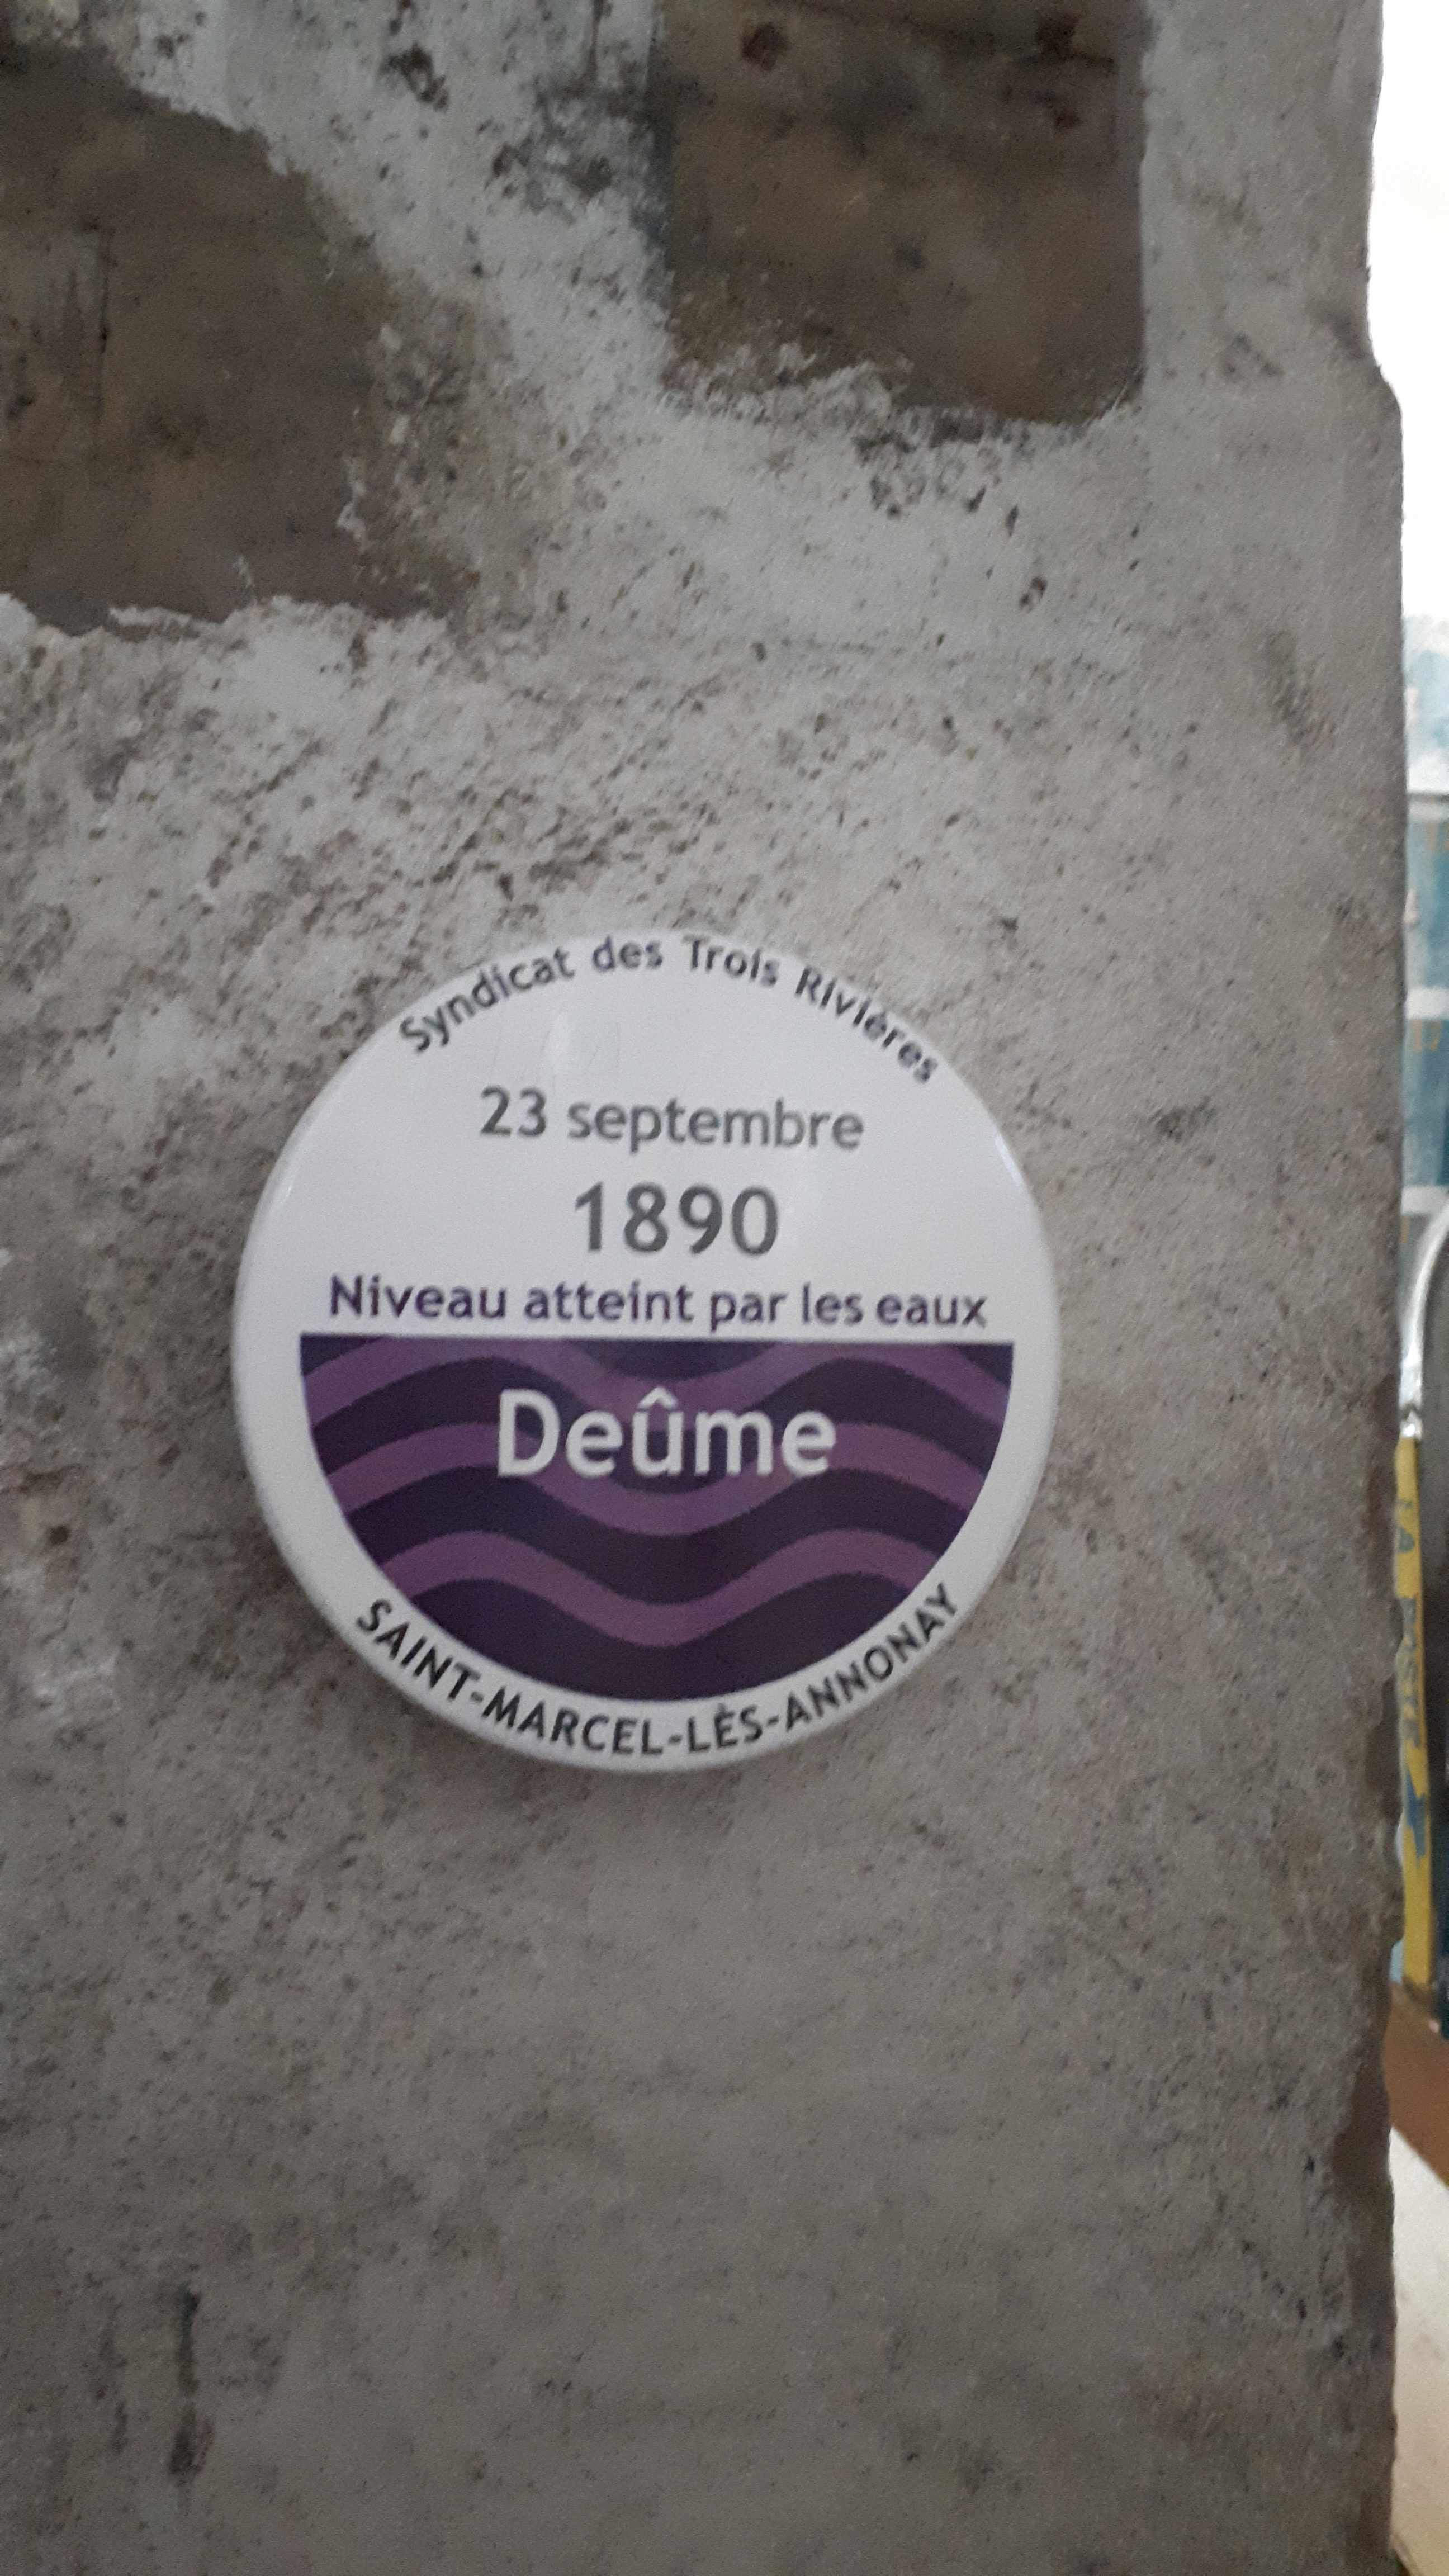 Syndicat des Trois Rivières
23 septembre
1890
Niveau atteint par les eaux
Deûme
SAINT-MARCEL-LÈS-ANNONAY